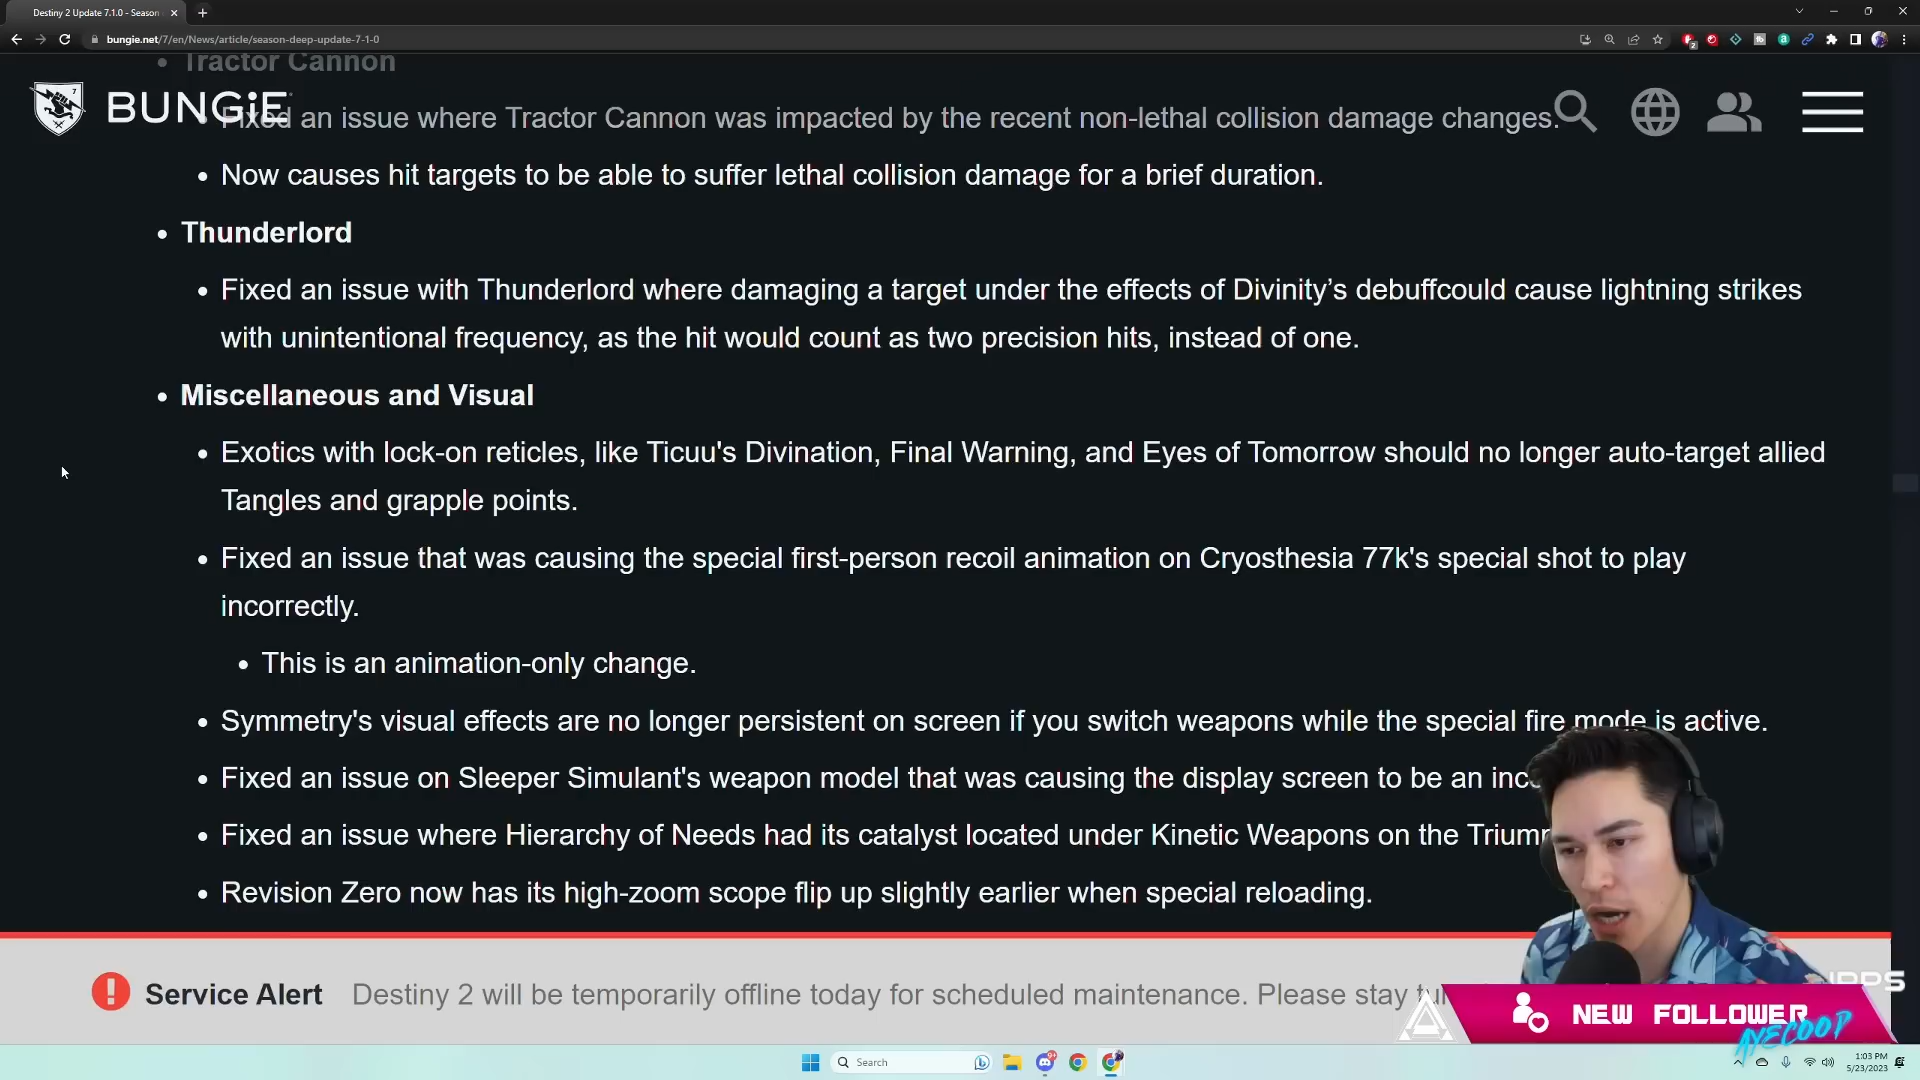 Destiny 2 Update 7.1.0 - Season
bungie.net/7/en/News/article/season-deep-update-7-1-0
Tractor Cannon
BUNGiE
Fixed an issue where Tractor Cannon was impacted by the recent non-lethal collision damage changes.
Now causes hit targets to be able to suffer lethal collision damage for a brief duration.
Thunderlord
Fixed an issue with Thunderlord where damaging a target under the effects of Divinity’s debuffcould cause lightning strikes
with unintentional frequency, as the hit would count as two precision hits, instead of one.
Miscellaneous and Visual
Exotics with lock-on reticles, like Ticuu's Divination, Final Warning, and Eyes of Tomorrow should no longer auto-target allied
Tangles and grapple points.
Fixed an issue that was causing the special first-person recoil animation on Cryosthesia 77k's special shot to play
incorrectly.
This is an animation-only change.
Symmetry's visual effects are no longer persistent on screen if you switch weapons while the special fire mode is active.
Fixed an issue on Sleeper Simulant's weapon model that was causing the display screen to be an
Fixed an issue where Hierarchy of Needs had its catalyst located under Kinetic Weapons on the
Revision Zero now has its high-zoom scope flip up slightly earlier when special reloading.
Service Alert Destiny 2 will be temporarily offline today for scheduled maintenance. Please stay
NEW FOLLOWER
AYECOOP
Search
1:03 PM
5/23/2023